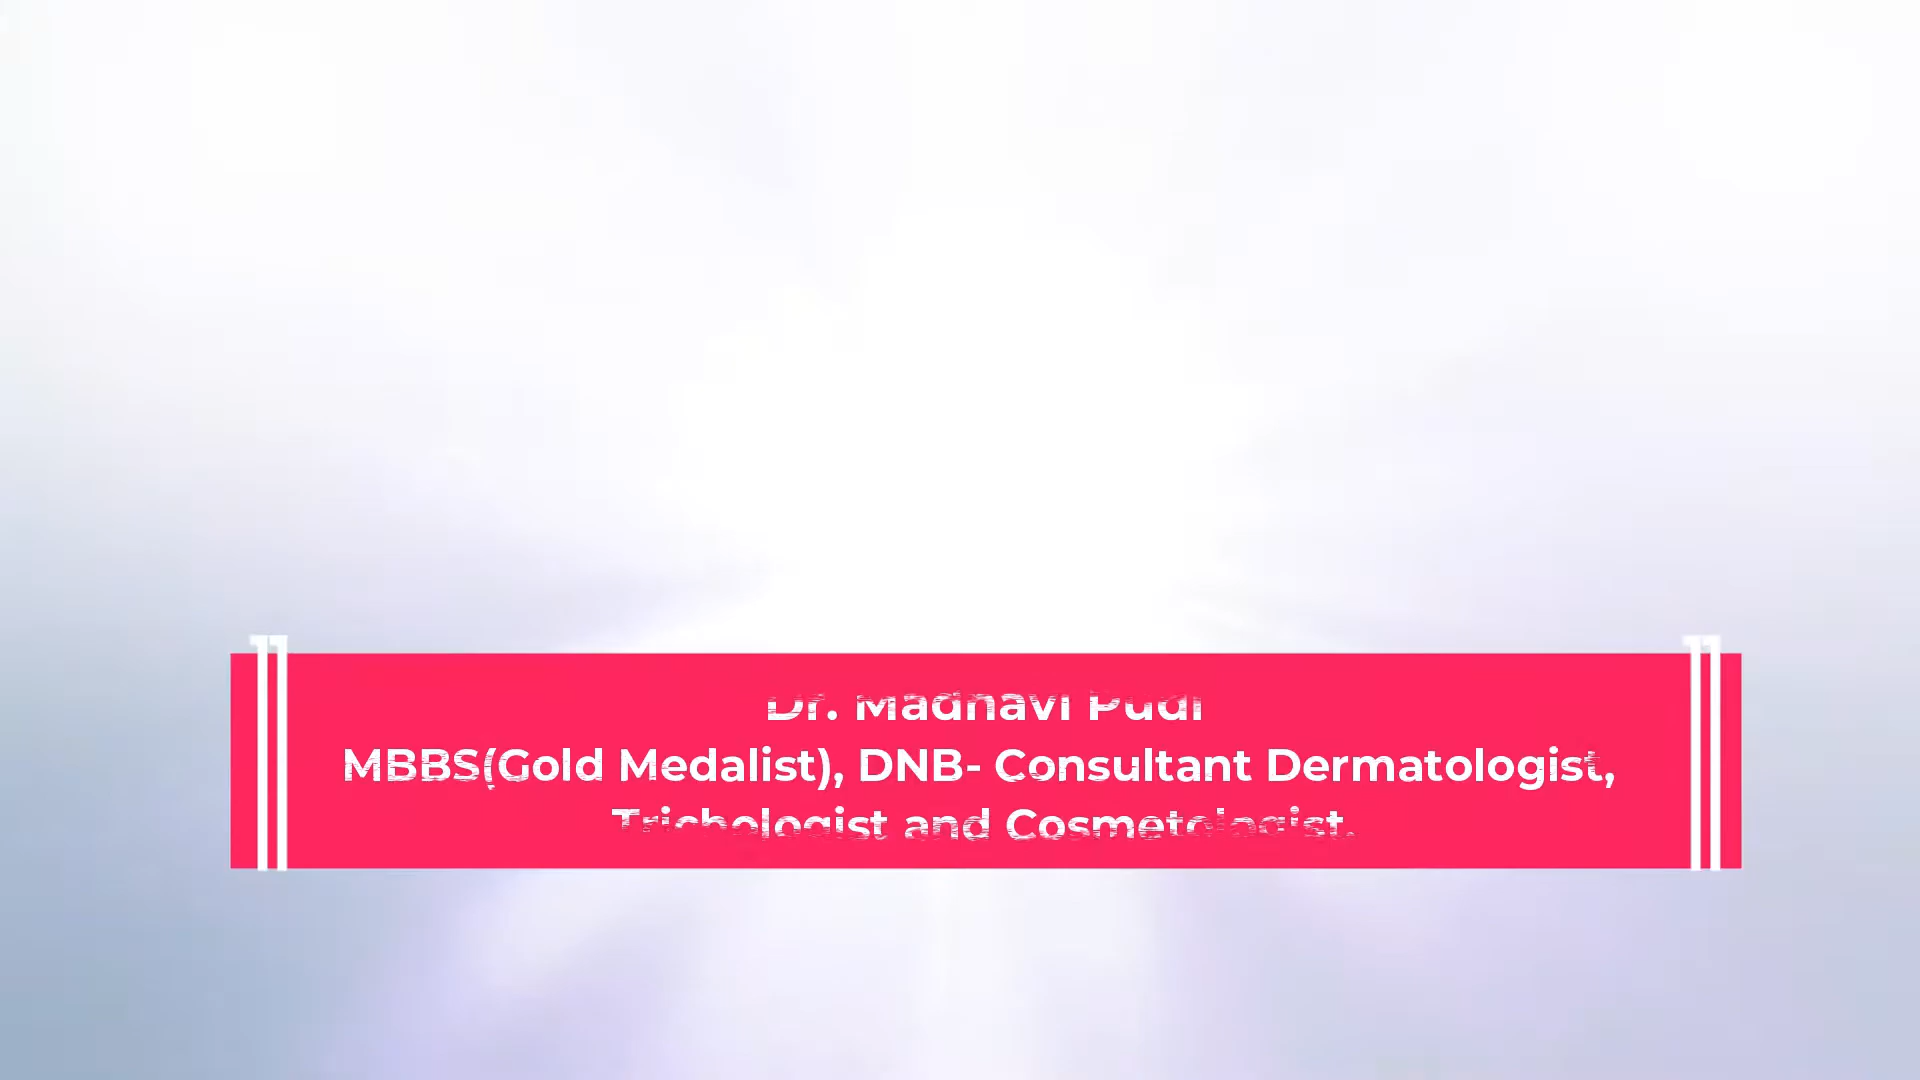 Dr. Madhavi Pudi
MBBS(Gold Medalist), DNB- Consultant Dermatologist,
Trichologist and Cosmetologist.